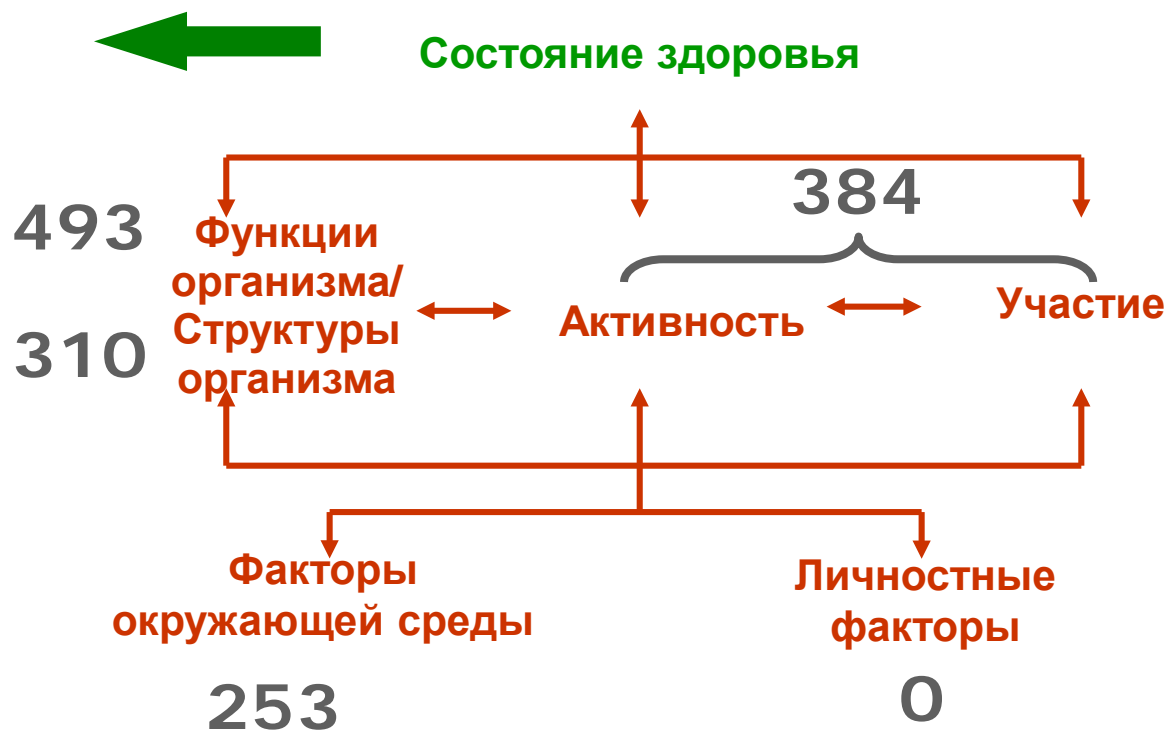 Состояние здоровья
384
493
Функции
организма/
310
Структуры
организма
Активность
Участие
Факторы
окружающей среды
253
Личностные
факторы
0